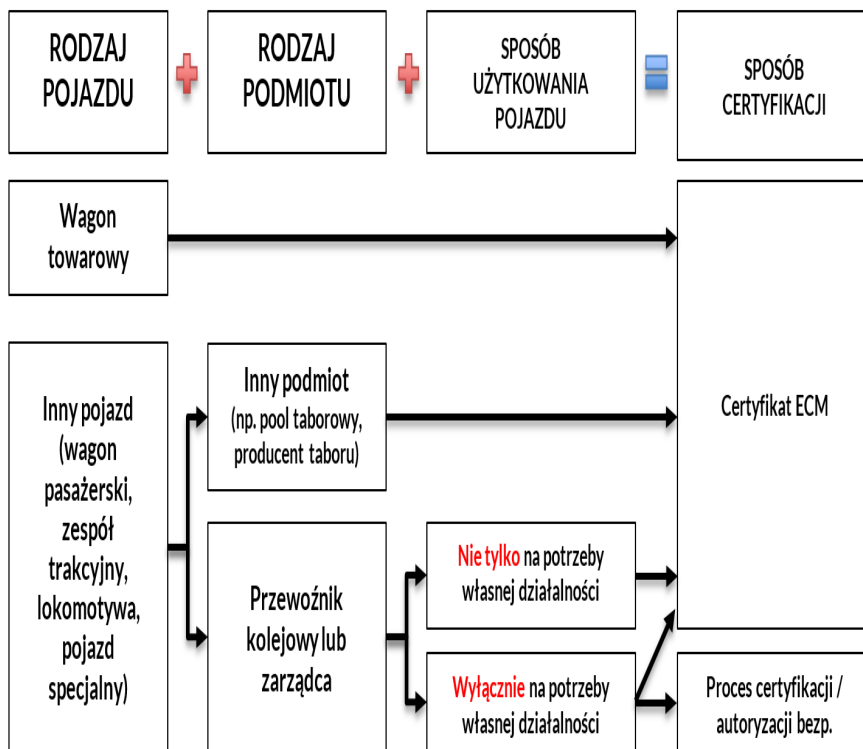 RODZAJ
POJAZDU
RODZAJ
PODMIOTU
SPOSÓB
UŻYTKOWANIA
POJAZDU
SPOSÓB
CERTYFIKACJI
Wagon
towarowy
Inny pojazd
(wagon
pasażerski,
zespół
trakcyjny,
lokomotywa,
pojazd
specjalny)
Inny podmiot
(np. pool taborowy,
producent taboru)
Przewoźnik
kolejowy lub
zarządca
Nie tylko na potrzeby
własnej działalności
Wyłącznie na potrzeby
własnej działalności
Certyfikat ECM
Proces certyfikacji /
autoryzacji bezp.